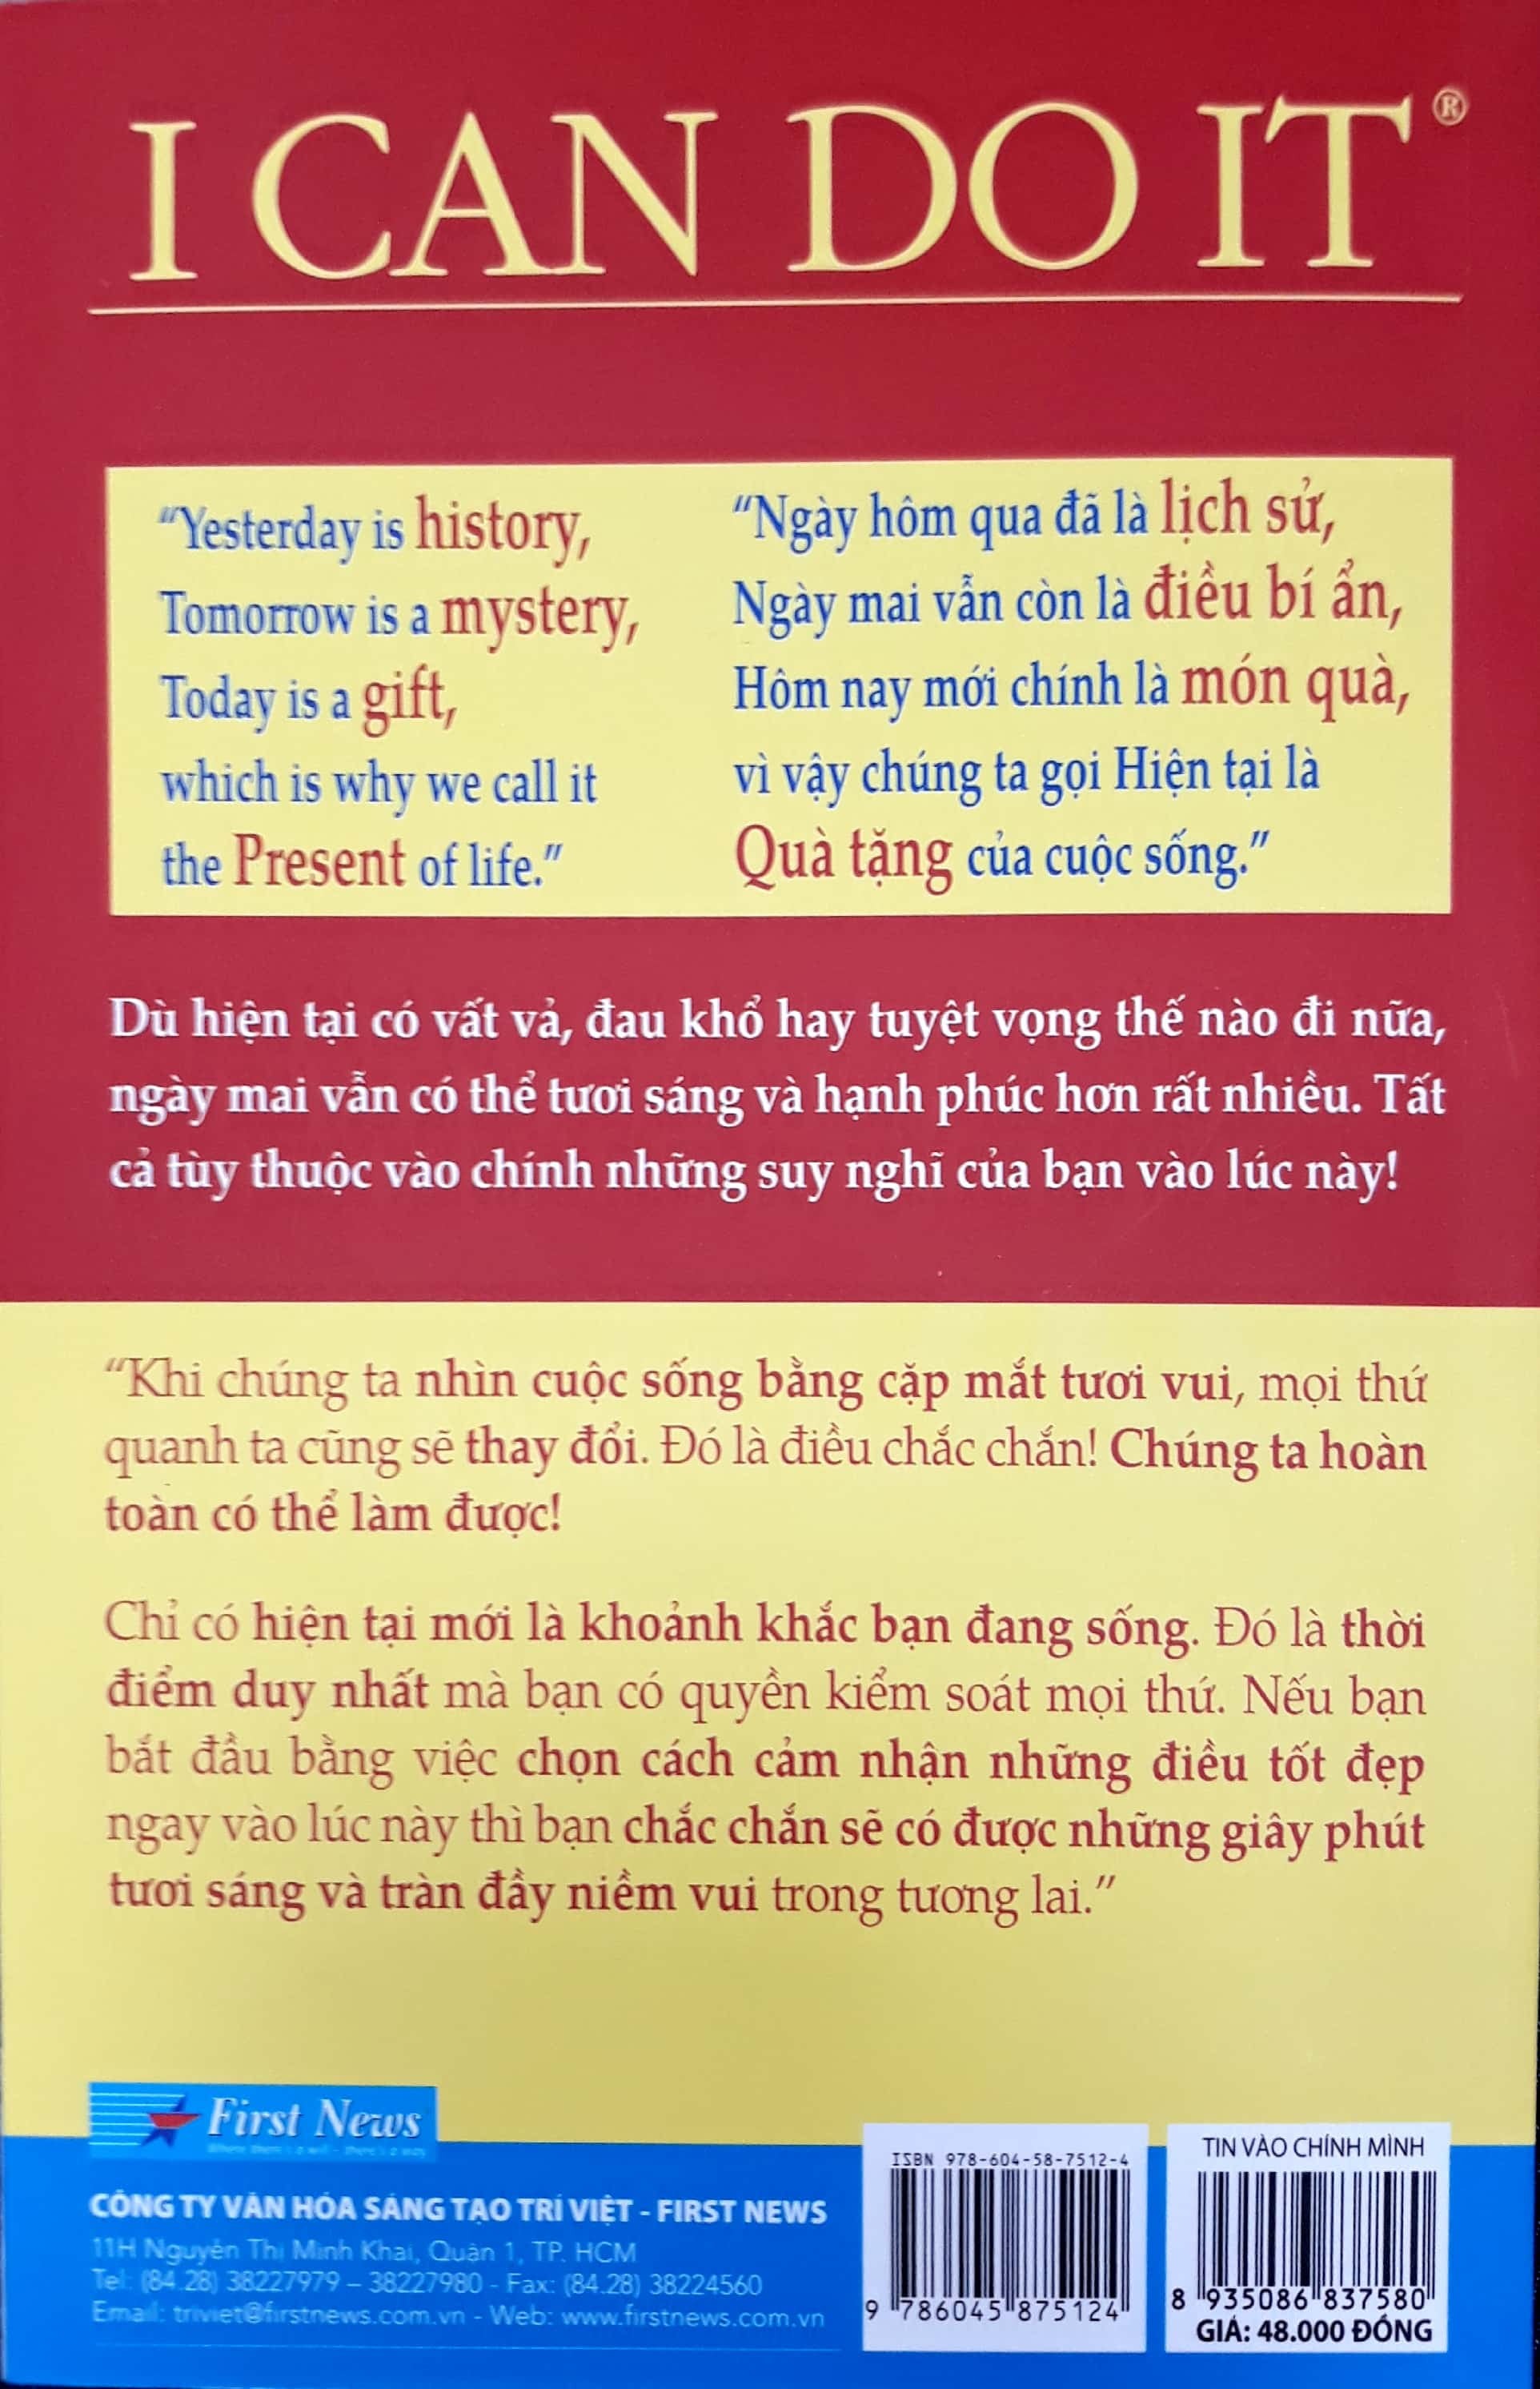 I CAN DO IT®
“Yesterday is history,
Tomorrow is a mystery,
Today is a gift,
which is why we call it
the Present of life.”
“Ngày hôm qua đã là lịch sử,
Ngày mai vẫn còn là điều bí ẩn,
Hôm nay mới chính là món quà,
vì vậy chúng ta gọi Hiện tại là
Quà tặng của cuộc sống.”
Dù hiện tại có vất vả, đau khổ hay tuyệt vọng thế nào đi nữa,
ngày mai vẫn có thể tươi sáng và hạnh phúc hơn rất nhiều. Tất
cả tùy thuộc vào chính những suy nghĩ của bạn vào lúc này!
“Khi chúng ta nhìn cuộc sống bằng cặp mắt tươi vui, mọi thứ
quanh ta cũng sẽ thay đổi. Đó là điều chắc chắn! Chúng ta hoàn
toàn có thể làm được!
Chỉ có hiện tại mới là khoảnh khắc bạn đang sống. Đó là thời
điểm duy nhất mà bạn có quyền kiểm soát mọi thứ. Nếu bạn
bắt đầu bằng việc chọn cách cảm nhận những điều tốt đẹp
ngay vào lúc này thì bạn chắc chắn sẽ có được những giây phút
tươi sáng và tràn đầy niềm vui trong tương lai.”
First News
Where there's a will - there's a way
CÔNG TY VĂN HÓA SÁNG TẠO TRÍ VIỆT - FIRST NEWS
11H Nguyễn Thị Minh Khai, Quận 1, TP. HCM
Tel: (84.28) 38227979 – 38227980 - Fax: (84.28) 38224560
Email: triviet@firstnews.com.vn - Web: www.firstnews.com.vn
ISBN 978-604-58-7512-4
9 786045 875124
TIN VÀO CHÍNH MÌNH
8 935086 837580
GIÁ: 48.000 ĐỒNG